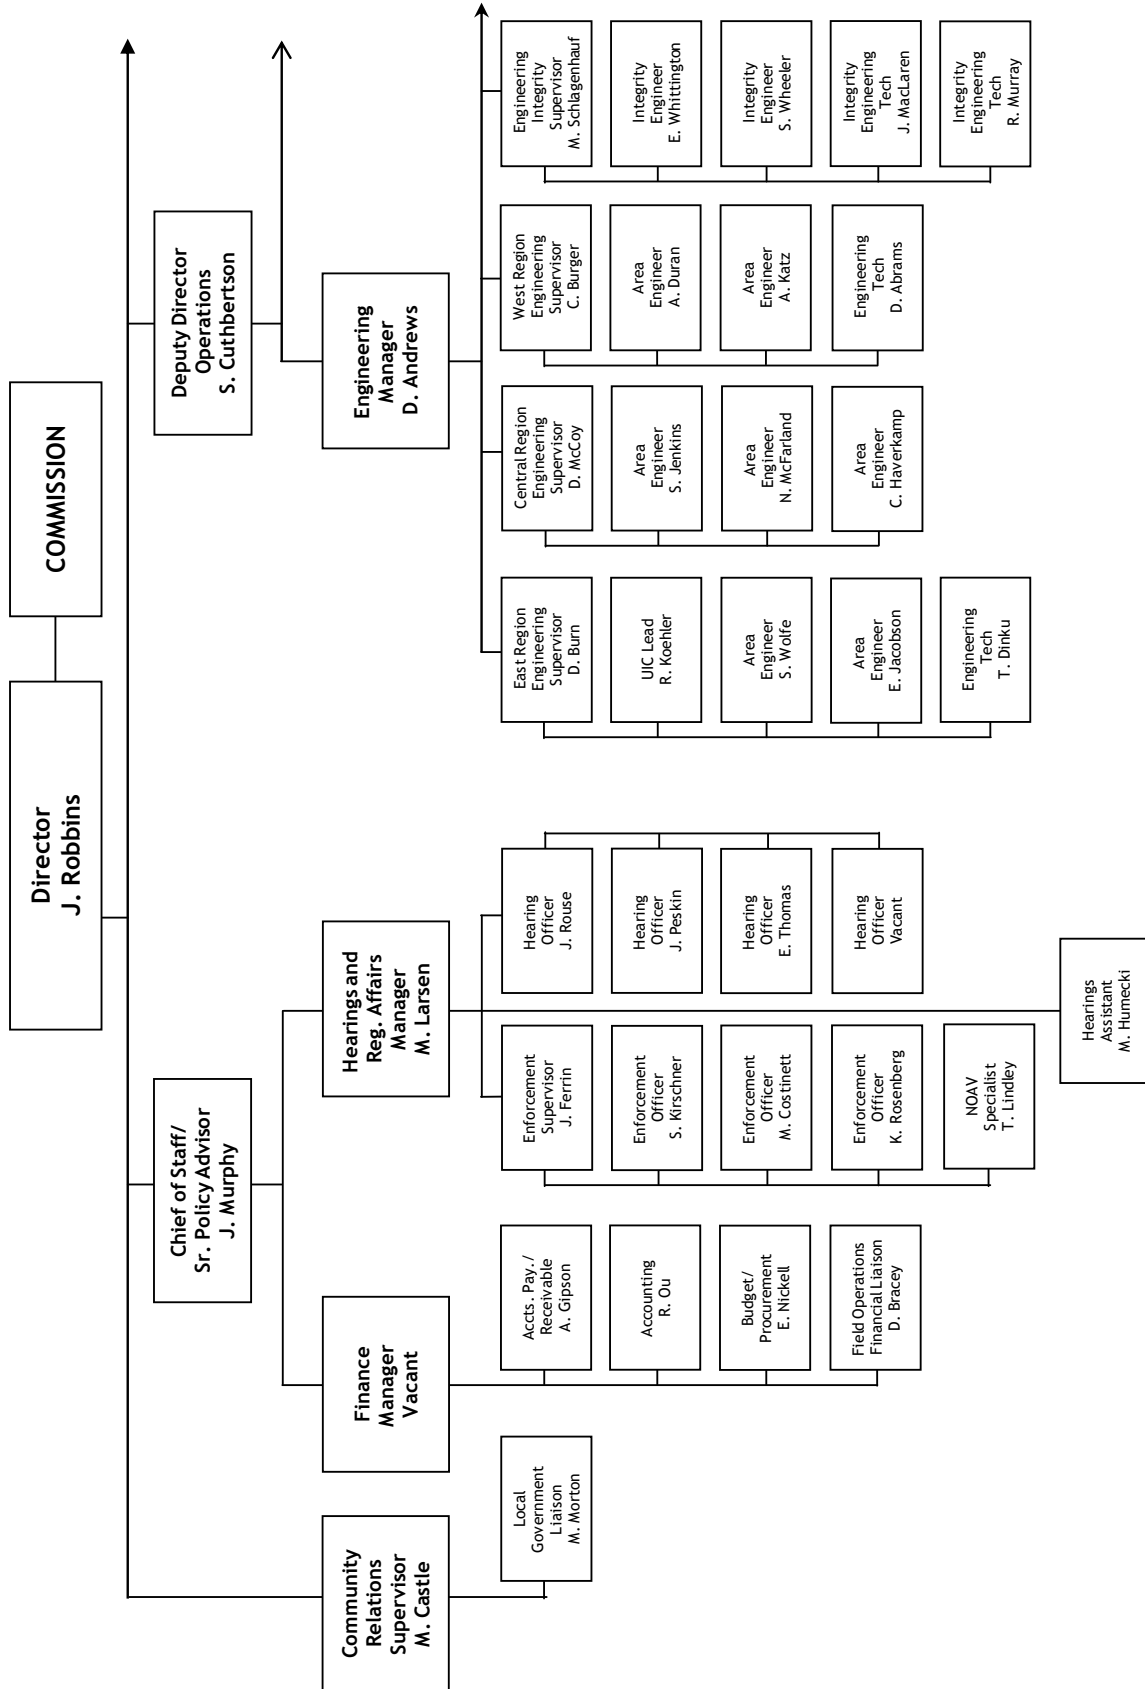 COMMISSION
Director
J. Robbins
Deputy Director
Operations
S. Cuthbertson
Chief of Staff/
Sr. Policy Advisor
J. Murphy
Community
Relations
Supervisor
M. Castle
Finance
Manager
Vacant
Hearings and
Reg. Affairs
Manager
M. Larsen
Engineering
Manager
D. Andrews
Local
Government
Liaison
M. Morton
Accts. Pay./
Receivable
A. Gipson
Accounting
R. Ou
Budget/
Procurement
E. Nickell
Field Operations
Financial Liaison
D. Bracey
Enforcement
Supervisor
J. Ferrin
Enforcement
Officer
S. Kirschner
Enforcement
Officer
M. Costinett
Enforcement
Officer
K. Rosenberg
NOAV
Specialist
T. Lindley
Hearing
Officer
J. Rouse
Hearing
Officer
J. Peskin
Hearing
Officer
E. Thomas
Hearing
Officer
Vacant
Hearings
Assistant
M. Humecki
East Region
Engineering
Supervisor
D. Burn
UIC Lead
R. Koehler
Area
Engineer
S. Wolfe
Area
Engineer
E. Jacobson
Engineering
Tech
T. Dinku
Central Region
Engineering
Supervisor
D. McCoy
Area
Engineer
S. Jenkins
Area
Engineer
N. McFarland
Area
Engineer
C. Haverkamp
West Region
Engineering
Supervisor
C. Burger
Area
Engineer
A. Duran
Area
Engineer
A. Katz
Engineering
Tech
D. Abrams
Engineering
Integrity
Supervisor
M. Schlagenhauf
Integrity
Engineer
E. Whittington
Integrity
Engineer
S. Wheeler
Integrity
Engineering
Tech
J. MacLaren
Integrity
Engineering
Tech
R. Murray